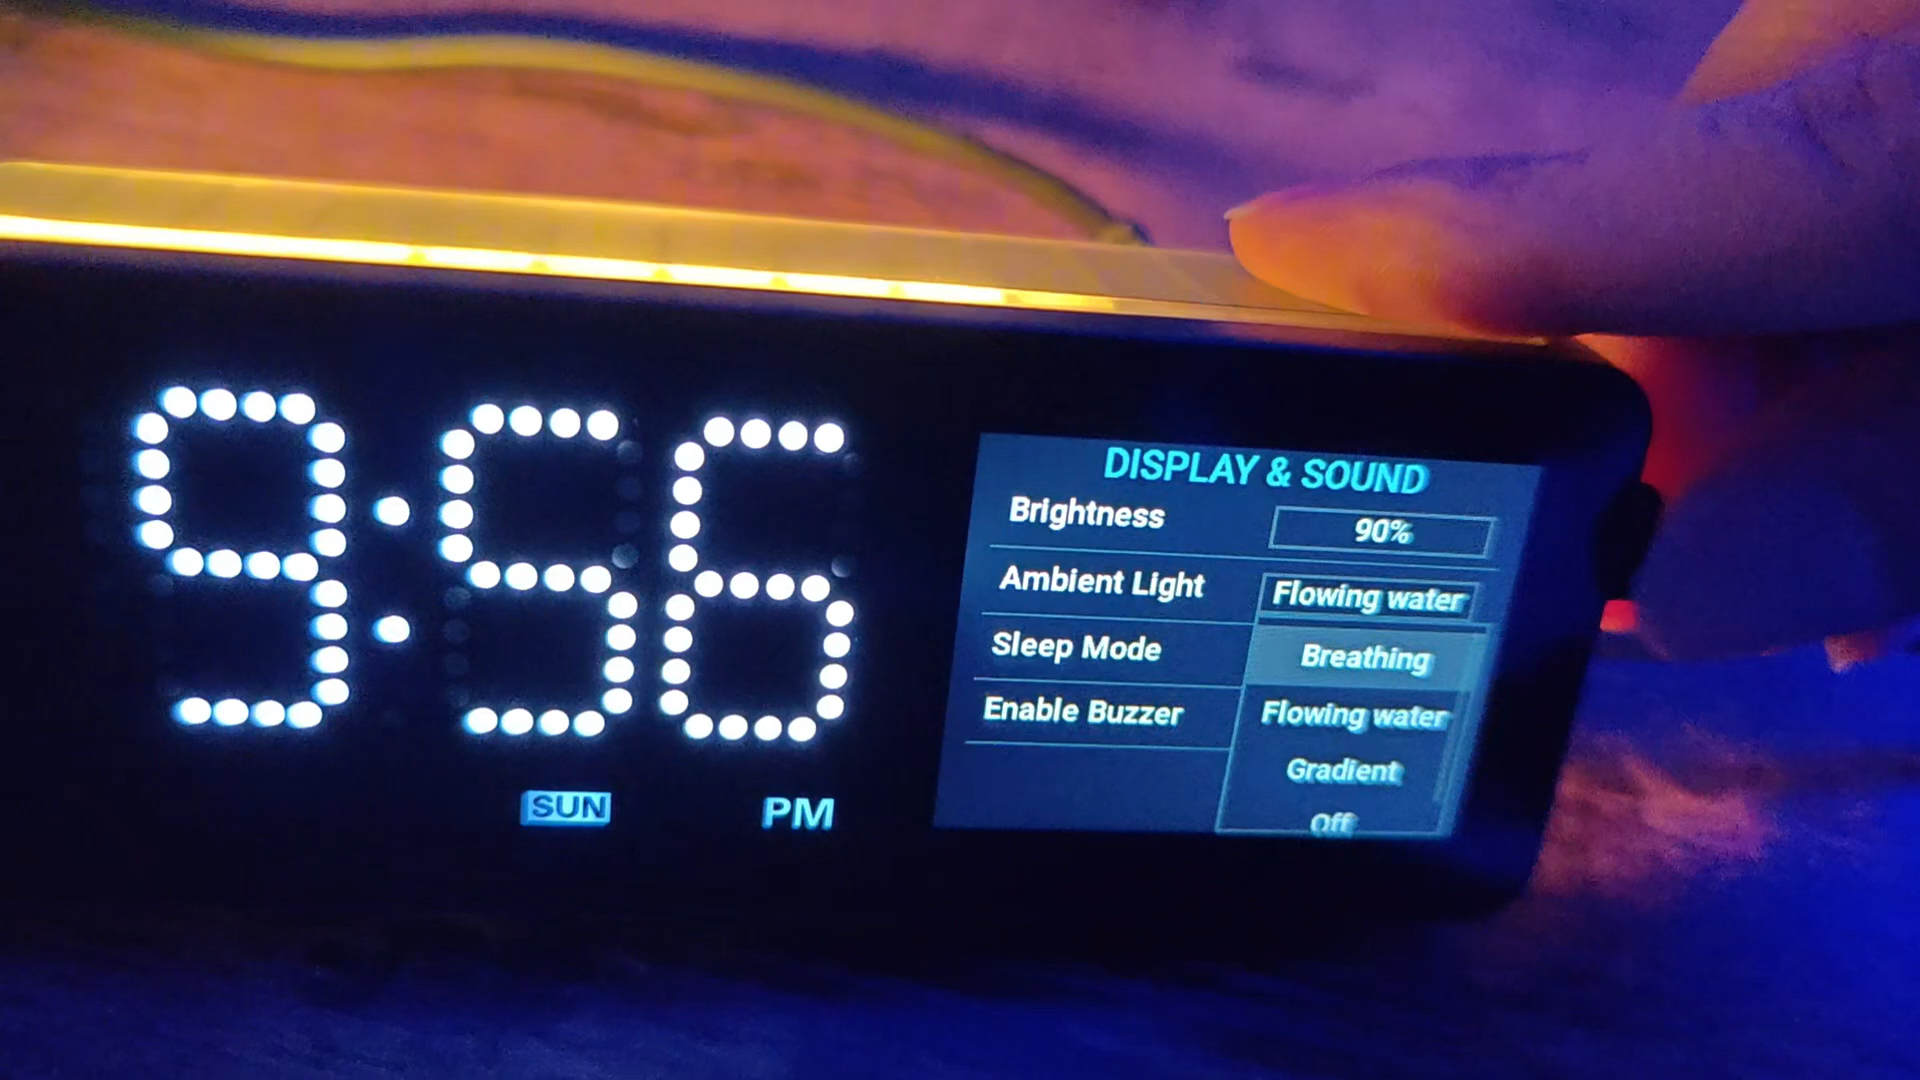 9:56
SUN PM
DISPLAY & SOUND
Brightness 90%
Ambient Light Flowing water
Sleep Mode Breathing
Enable Buzzer Flowing water
Gradient
Off